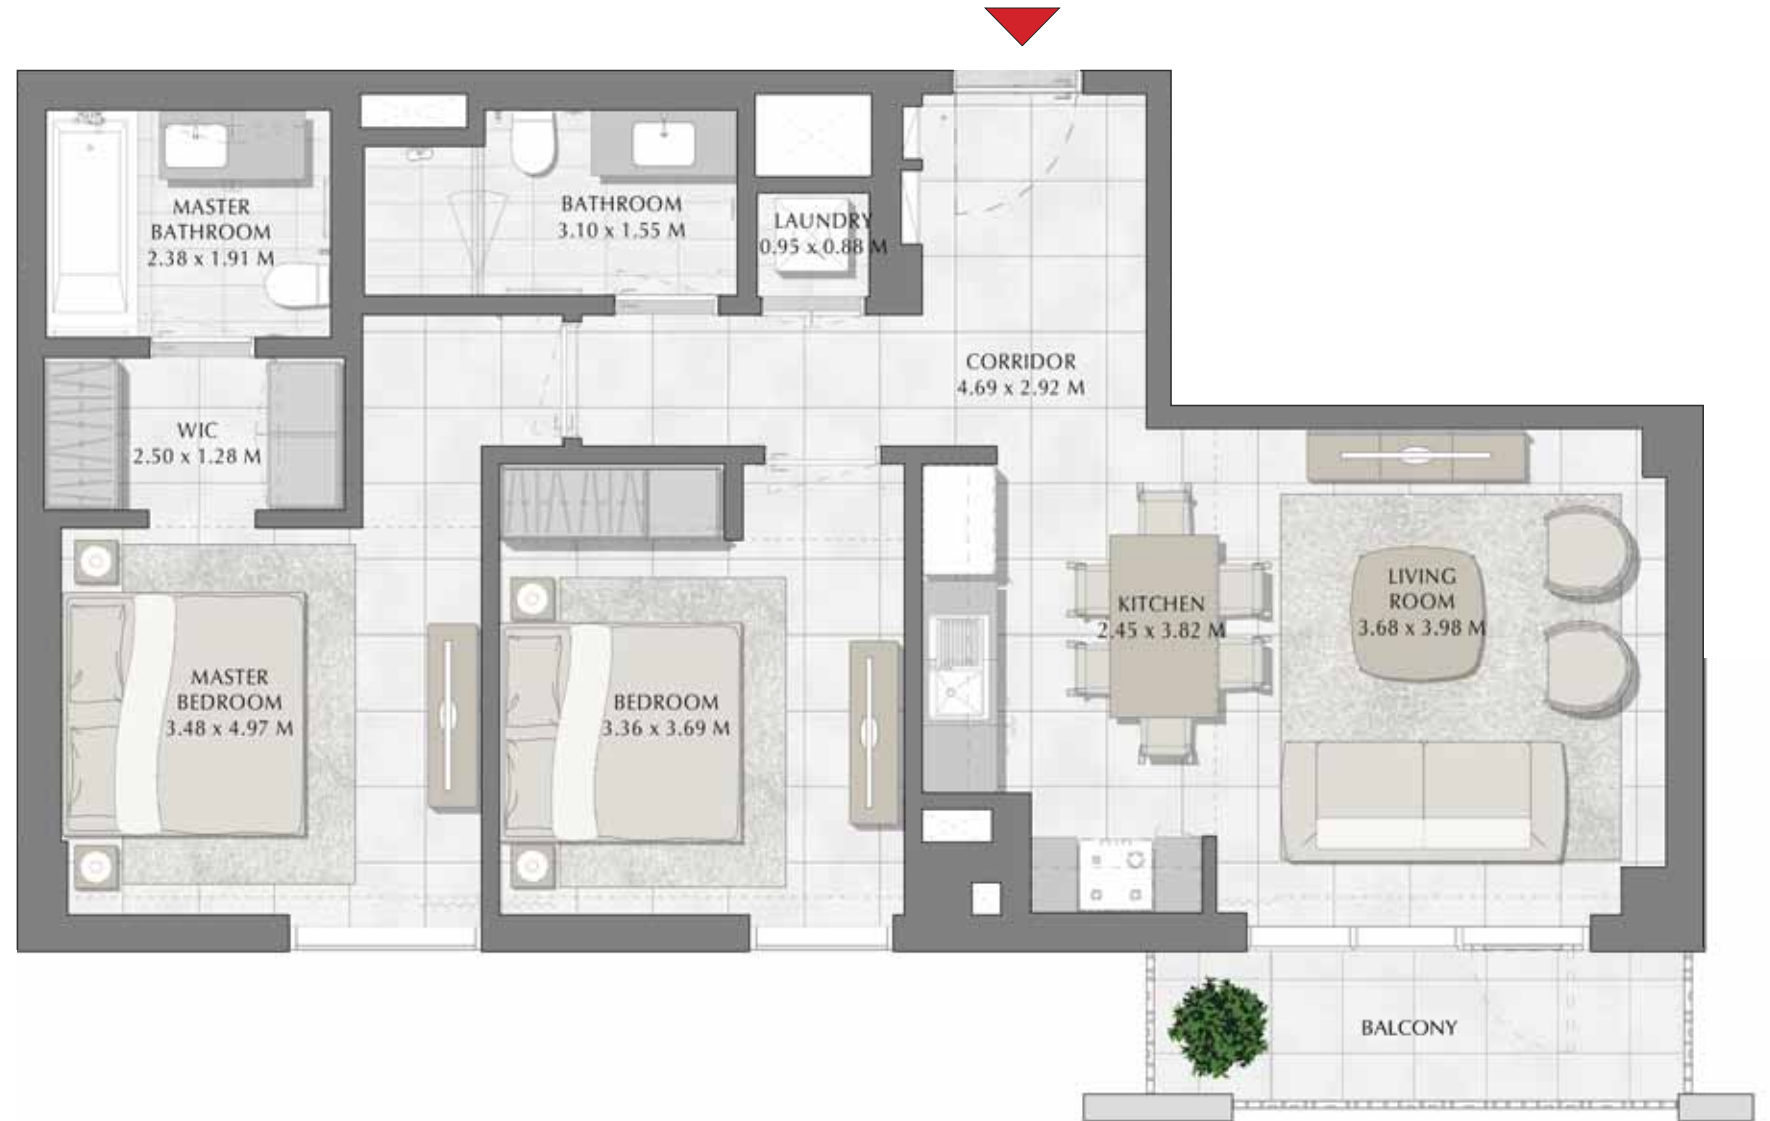 MASTER
BATHROOM
2.38 x 1.91 M
BATHROOM
3.10 x 1.55 M
LAUNDRY
0.95 x 0.88 M
CORRIDOR
4.69 x 2.92 M
WIC
2.50 x 1.28 M
MASTER
BEDROOM
3.48 x 4.97 M
BEDROOM
3.36 x 3.69 M
KITCHEN
2.45 x 3.82 M
LIVING
ROOM
3.68 x 3.98 M
BALCONY